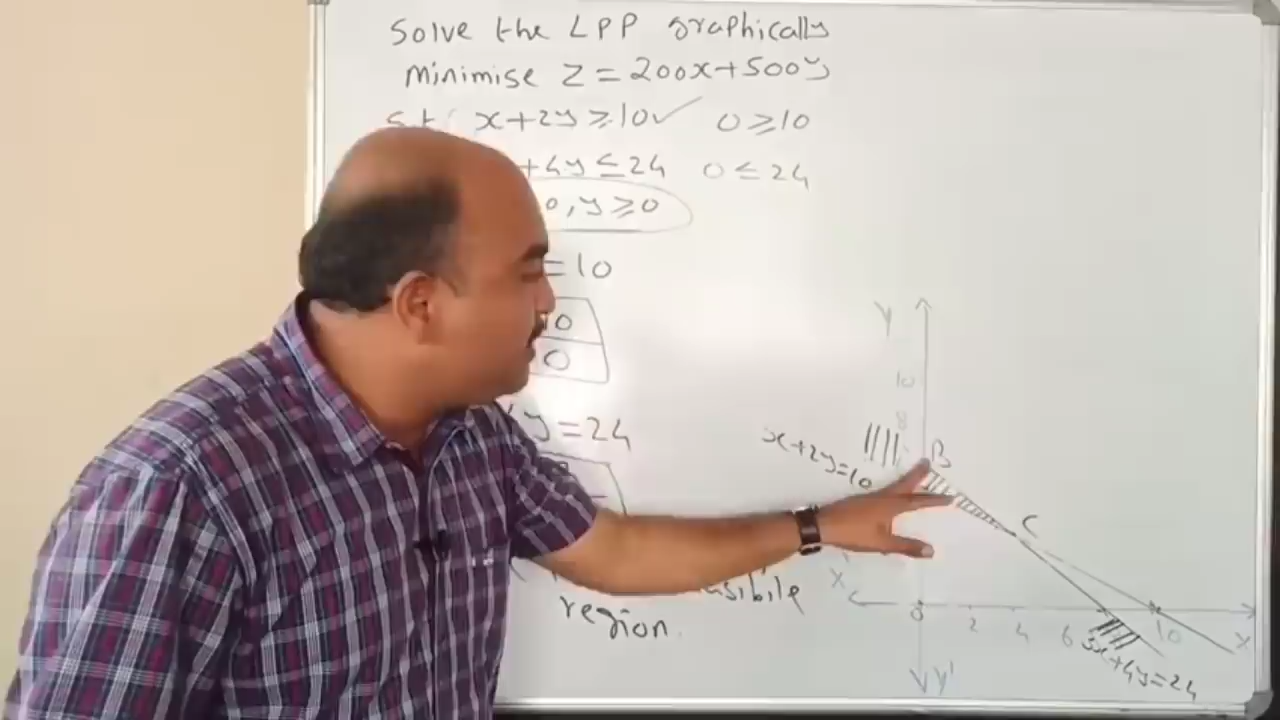 Solve the LPP graphically
Minimise Z = 200x + 500y
x + 2y ≥ 10 ✓ 0 ≥ 10
+ 4y ≤ 24 0 ≤ 24
0, y ≥ 0
= 10
10
0
y = 24
region.
Y
10
8
B
x+2y=10
C
X
0 2 4 6 10 X
3x+4y=24
Y'